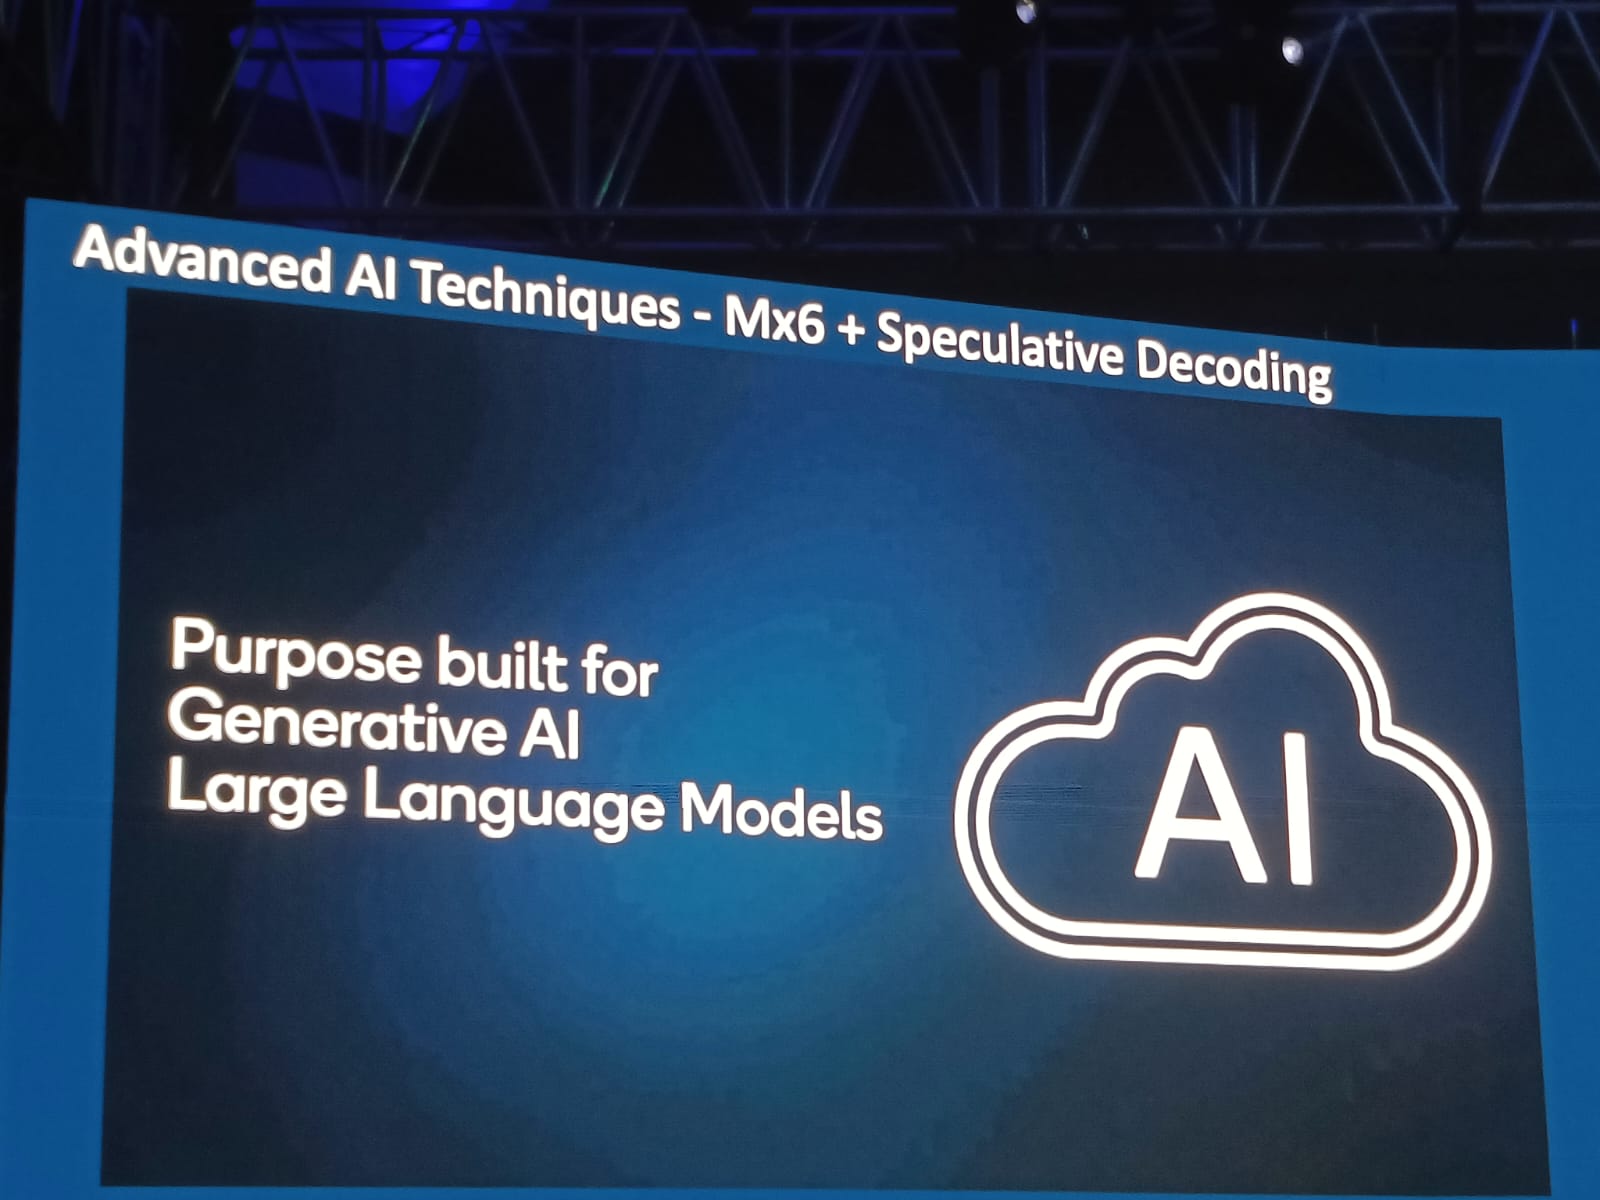 Advanced AI Techniques - Mx6 + Speculative Decoding
Purpose built for
Generative AI
Large Language Models
AI